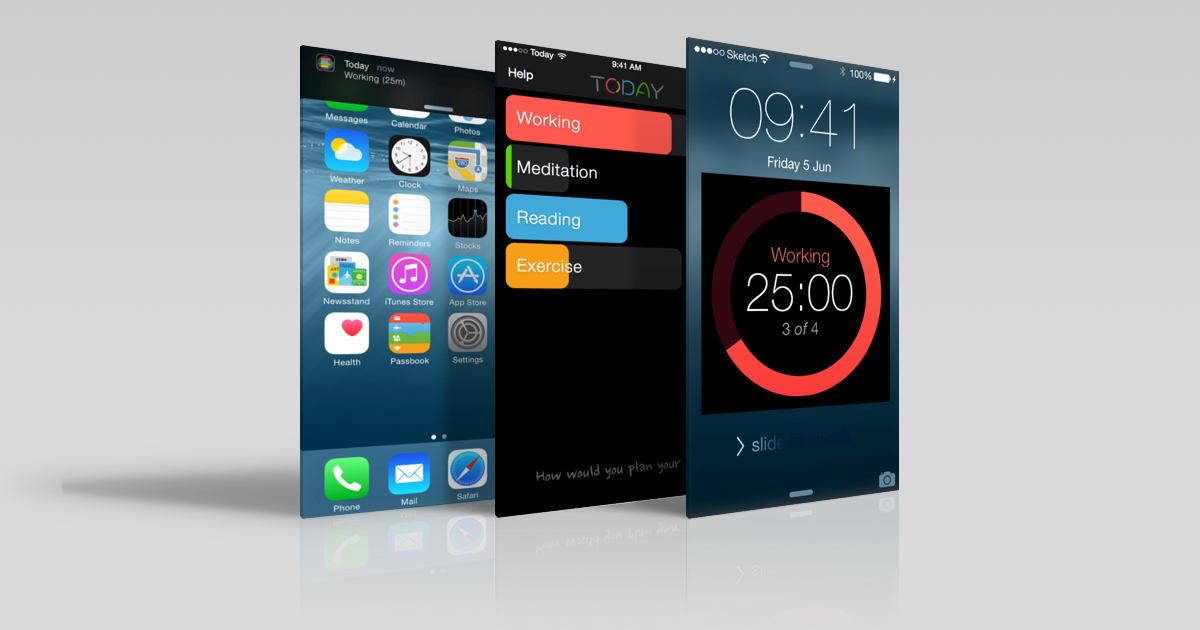 Today now
Working (25m)
Messages
Calendar
Photos
Weather
Clock
Maps
Notes
Reminders
Stocks
Newsstand
iTunes Store
App Store
Health
Passbook
Settings
Phone
Mail
Safari
Today
9:41 AM
Help
TODAY
Working
Meditation
Reading
Exercise
How would you plan your
Sketch
100%
09:41
Friday 5 Jun
Working
25:00
3 of 4
slide to unlock